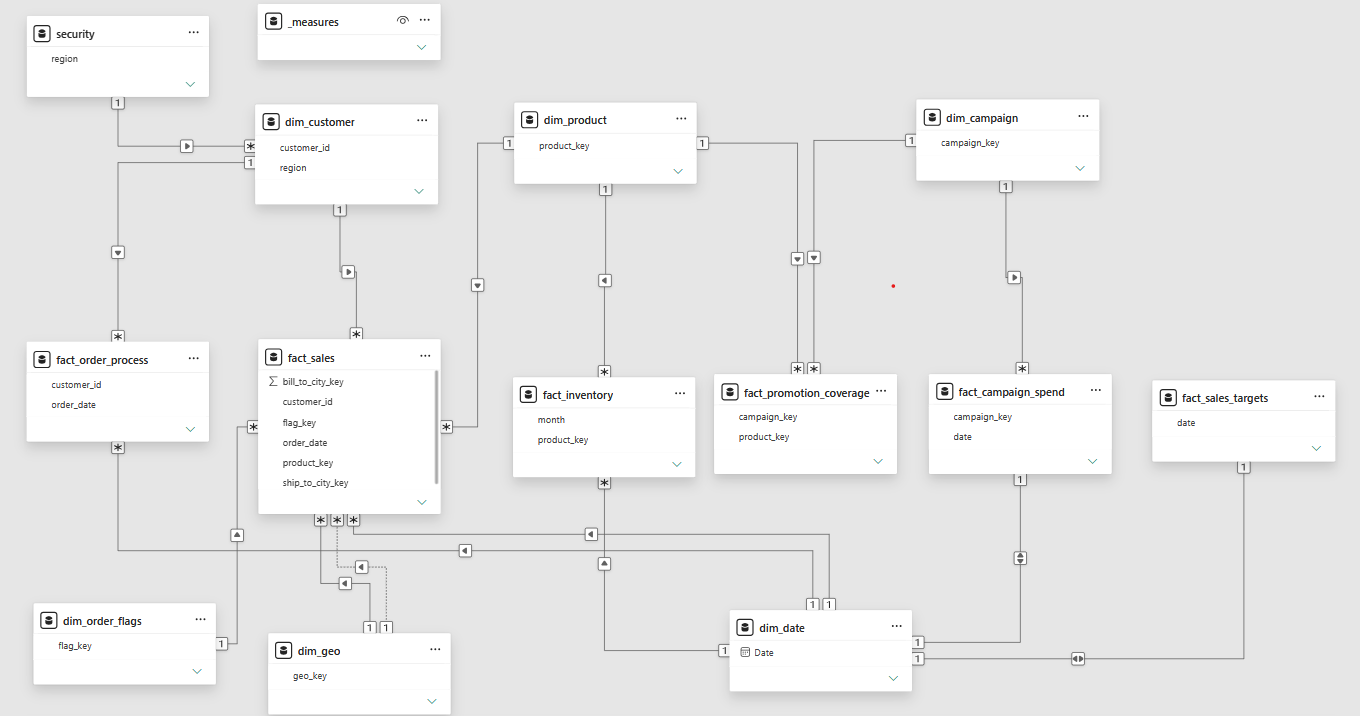 security
region
_measures
dim_customer
customer_id
region
dim_product
product_key
dim_campaign
campaign_key
fact_order_process
customer_id
order_date
fact_sales
bill_to_city_key
customer_id
flag_key
order_date
product_key
ship_to_city_key
fact_inventory
month
product_key
fact_promotion_coverage
campaign_key
product_key
fact_campaign_spend
campaign_key
date
fact_sales_targets
date
dim_order_flags
flag_key
dim_geo
geo_key
dim_date
Date